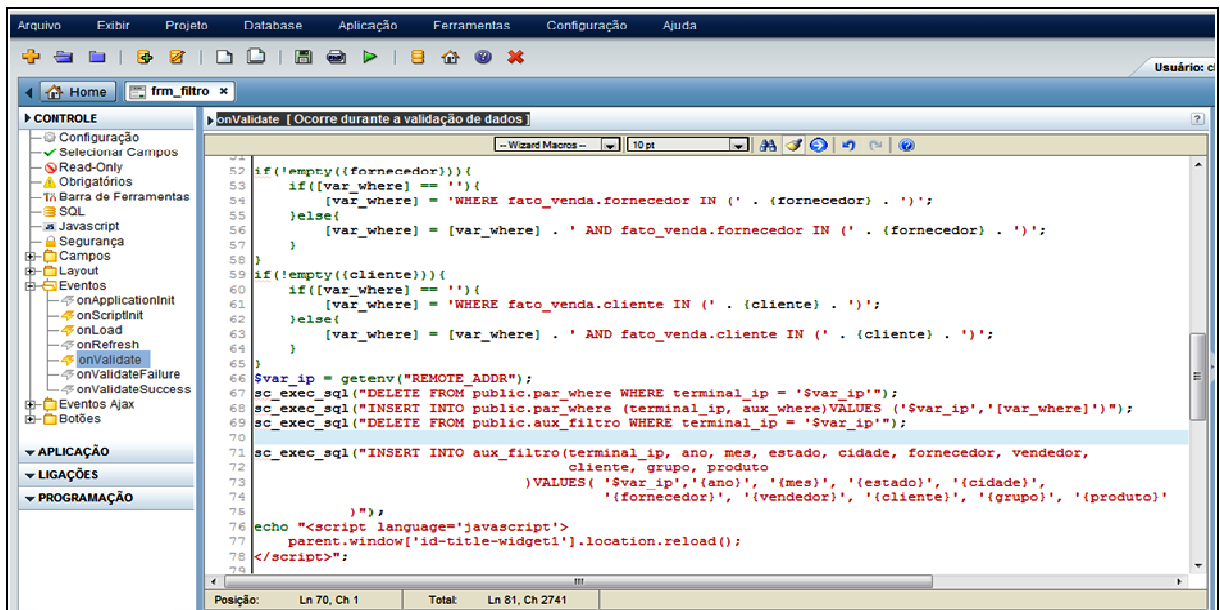 Arquivo Exibir Projeto Database Aplicação Ferramentas Configuração Ajuda
Usuário: cl
Home frm_filtro ×
CONTROLE
Configuração
Selecionar Campos
Read-Only
Obrigatórios
Barra de Ferramentas
SQL
Javascript
Segurança
Campos
Layout
Eventos
onApplicationInit
onScriptInit
onLoad
onRefresh
onValidate
onValidateFailure
onValidateSuccess
Eventos Ajax
Botões
APLICAÇÃO
LIGAÇÕES
PROGRAMAÇÃO
onValidate [ Ocorre durante a validação de dados ]
-- Wizard Macros -- 10 pt
52 if(!empty({fornecedor})){
53 if([var_where] == ''){
54 [var_where] = 'WHERE fato_venda.fornecedor IN (' . {fornecedor} . ')';
55 }else{
56 [var_where] = [var_where] . ' AND fato_venda.fornecedor IN (' . {fornecedor} . ')';
57 }
58 }
59 if(!empty({cliente})){
60 if([var_where] == ''){
61 [var_where] = 'WHERE fato_venda.cliente IN (' . {cliente} . ')';
62 }else{
63 [var_where] = [var_where] . ' AND fato_venda.cliente IN (' . {cliente} . ')';
64 }
65 }
66 $var_ip = getenv("REMOTE_ADDR");
67 sc_exec_sql("DELETE FROM public.par_where WHERE terminal_ip = '$var_ip'");
68 sc_exec_sql("INSERT INTO public.par_where (terminal_ip, aux_where)VALUES ('$var_ip','[var_where]')");
69 sc_exec_sql("DELETE FROM public.aux_filtro WHERE terminal_ip = '$var_ip'");
70
71 sc_exec_sql("INSERT INTO aux_filtro(terminal_ip, ano, mes, estado, cidade, fornecedor, vendedor,
72 cliente, grupo, produto
73 )VALUES( '$var_ip','{ano}', '{mes}', '{estado}', '{cidade}',
74 '{fornecedor}', '{vendedor}', '{cliente}', '{grupo}', '{produto}'
75 )");
76 echo "<script language='javascript'>
77 parent.window['id-title-widget1'].location.reload();
78 </script>";
79
Posição: Ln 70, Ch 1 Total: Ln 81, Ch 2741